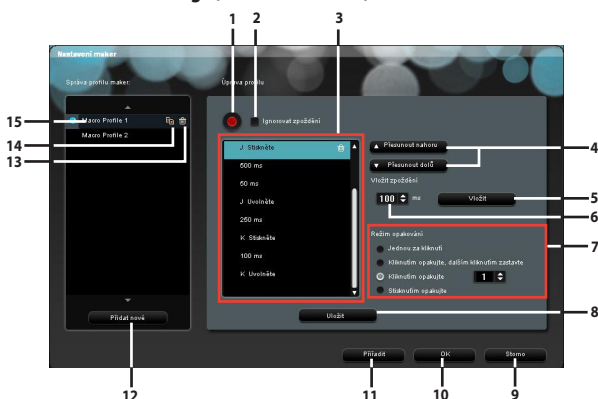 1 2 3
Nastavení maker
Správa profilu maker: Úprava profilu
15 Macro Profile 1
Ignorovat zpoždění
Macro Profile 2
14
13
J Stiskněte
500 ms
50 ms
J Uvolněte
250 ms
K Stiskněte
100 ms
K Uvolněte
Přesunout nahoru 4
Přesunout dolů
Vložit zpoždění
100 ms Vložit 5
6
Režim opakování 7
Jednou za kliknutí
Kliknutím opakujte, dalším kliknutím zastavte
Kliknutím opakujte 1
Stisknutím opakujte
Přidat nové
Uložit 8
Přiřadit OK Storno
12 11 10 9